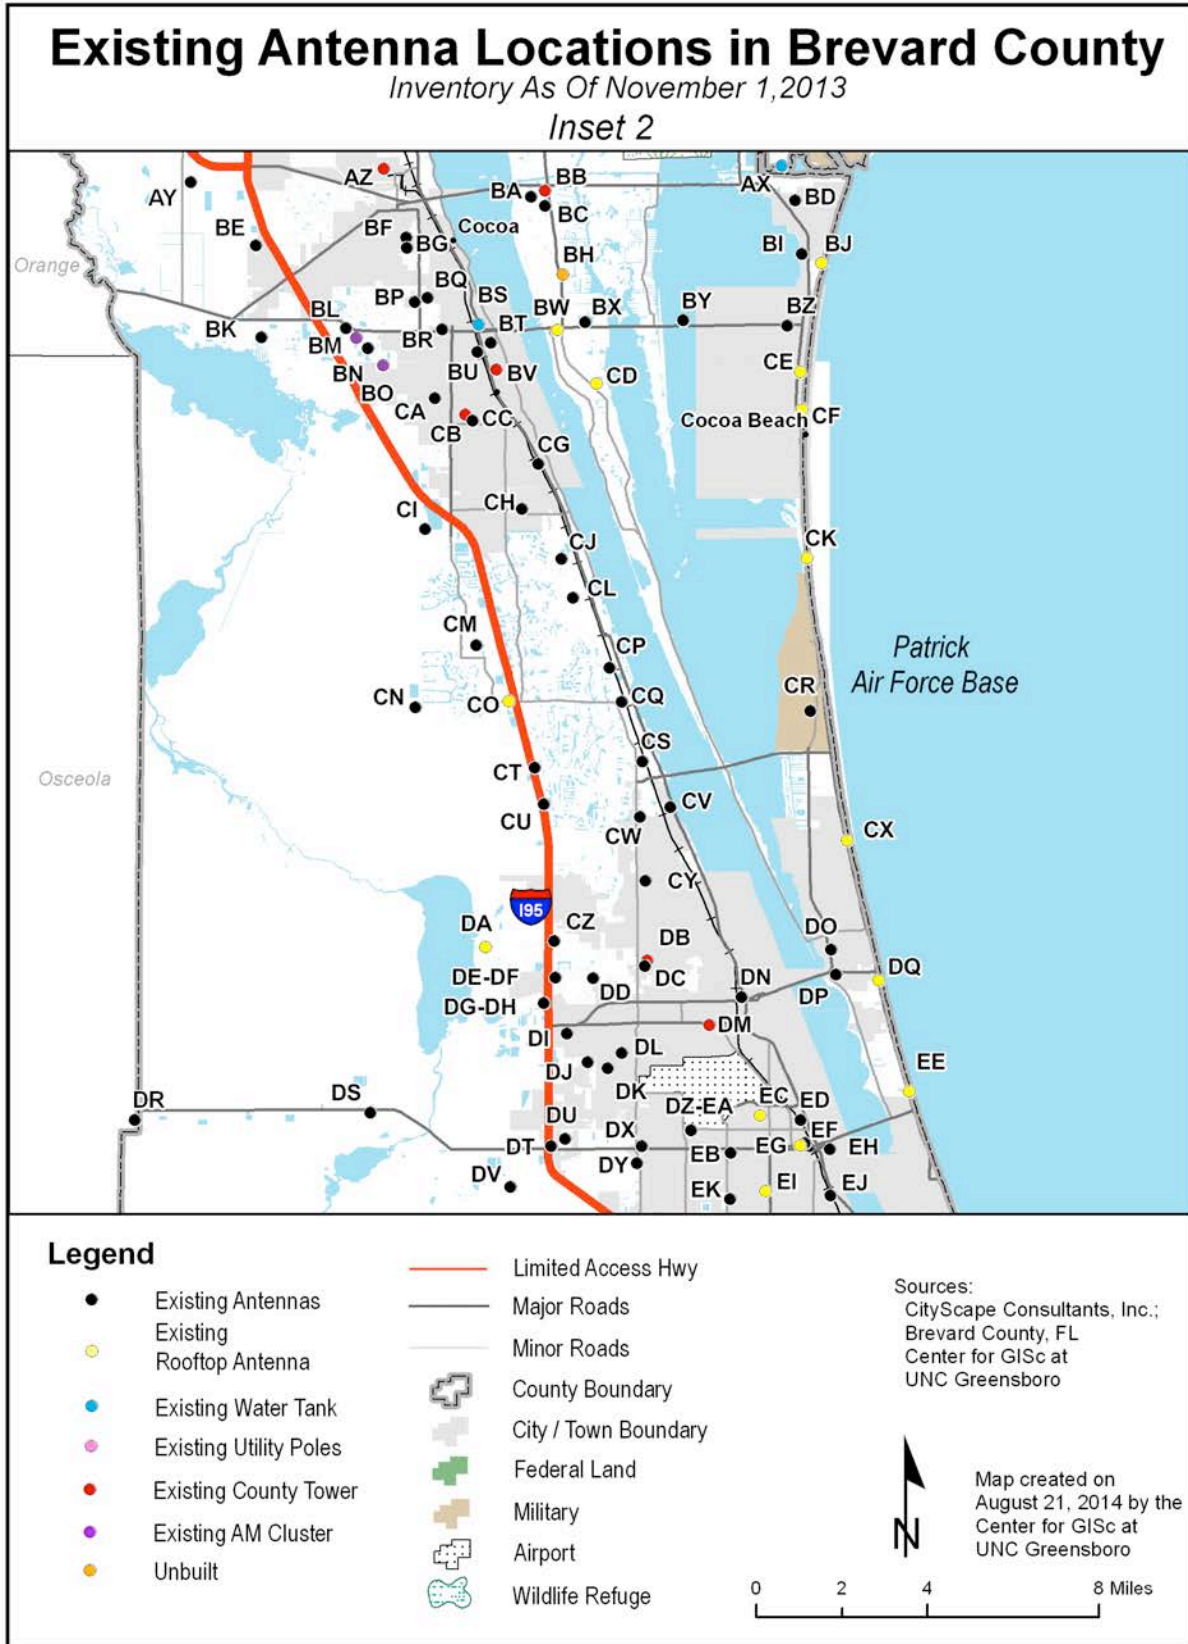 Existing Antenna Locations in Brevard County
Inventory As Of November 1,2013
Inset 2
AZ
BB
AX
AY
BA
BD
BC
BE
BF
Cocoa
BG
BI
BJ
BH
Orange
BQ
BP
BS
BW
BX
BY
BZ
BL
BK
BR
BT
BM
BN
BU
BV
CE
CD
BO
CA
CC
Cocoa Beach
CF
CB
CG
CH
CI
CJ
CK
CL
CM
CP
Patrick
Air Force Base
CR
CN
CO
CQ
CS
CT
Osceola
CV
CU
CW
CX
CY
I95
DA
CZ
DB
DO
DE-DF
DD
DC
DN
DP
DQ
DG-DH
DI
DM
DL
DJ
EE
DK
DR
DS
EC
ED
DZ-EA
DU
DX
EF
DT
EG
EH
EB
DY
DV
EK
EI
EJ
Legend
Existing Antennas
Existing
Rooftop Antenna
Existing Water Tank
Existing Utility Poles
Existing County Tower
Existing AM Cluster
Unbuilt
Limited Access Hwy
Major Roads
Minor Roads
County Boundary
City / Town Boundary
Federal Land
Military
Airport
Wildlife Refuge
Sources:
CityScape Consultants, Inc.;
Brevard County, FL
Center for GISc at
UNC Greensboro
N
Map created on
August 21, 2014 by the
Center for GISc at
UNC Greensboro
0 2 4 8 Miles